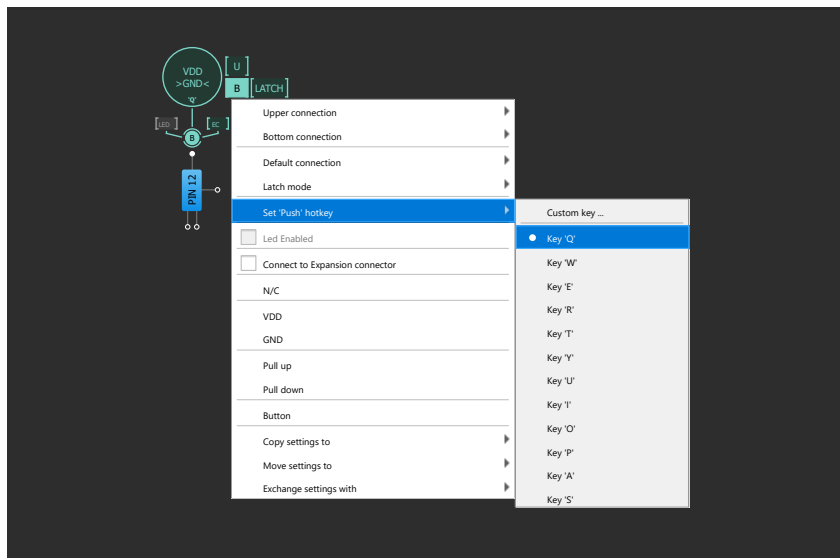 VDD
>GND<
'Q'
[ U ]
B [LATCH]
[LED]
[ EC ]
B
PIN 12
Upper connection
Bottom connection
Default connection
Latch mode
Set 'Push' hotkey
Led Enabled
Connect to Expansion connector
N/C
VDD
GND
Pull up
Pull down
Button
Copy settings to
Move settings to
Exchange settings with
Custom key ...
Key 'Q'
Key 'W'
Key 'E'
Key 'R'
Key 'T'
Key 'Y'
Key 'U'
Key 'I'
Key 'O'
Key 'P'
Key 'A'
Key 'S'